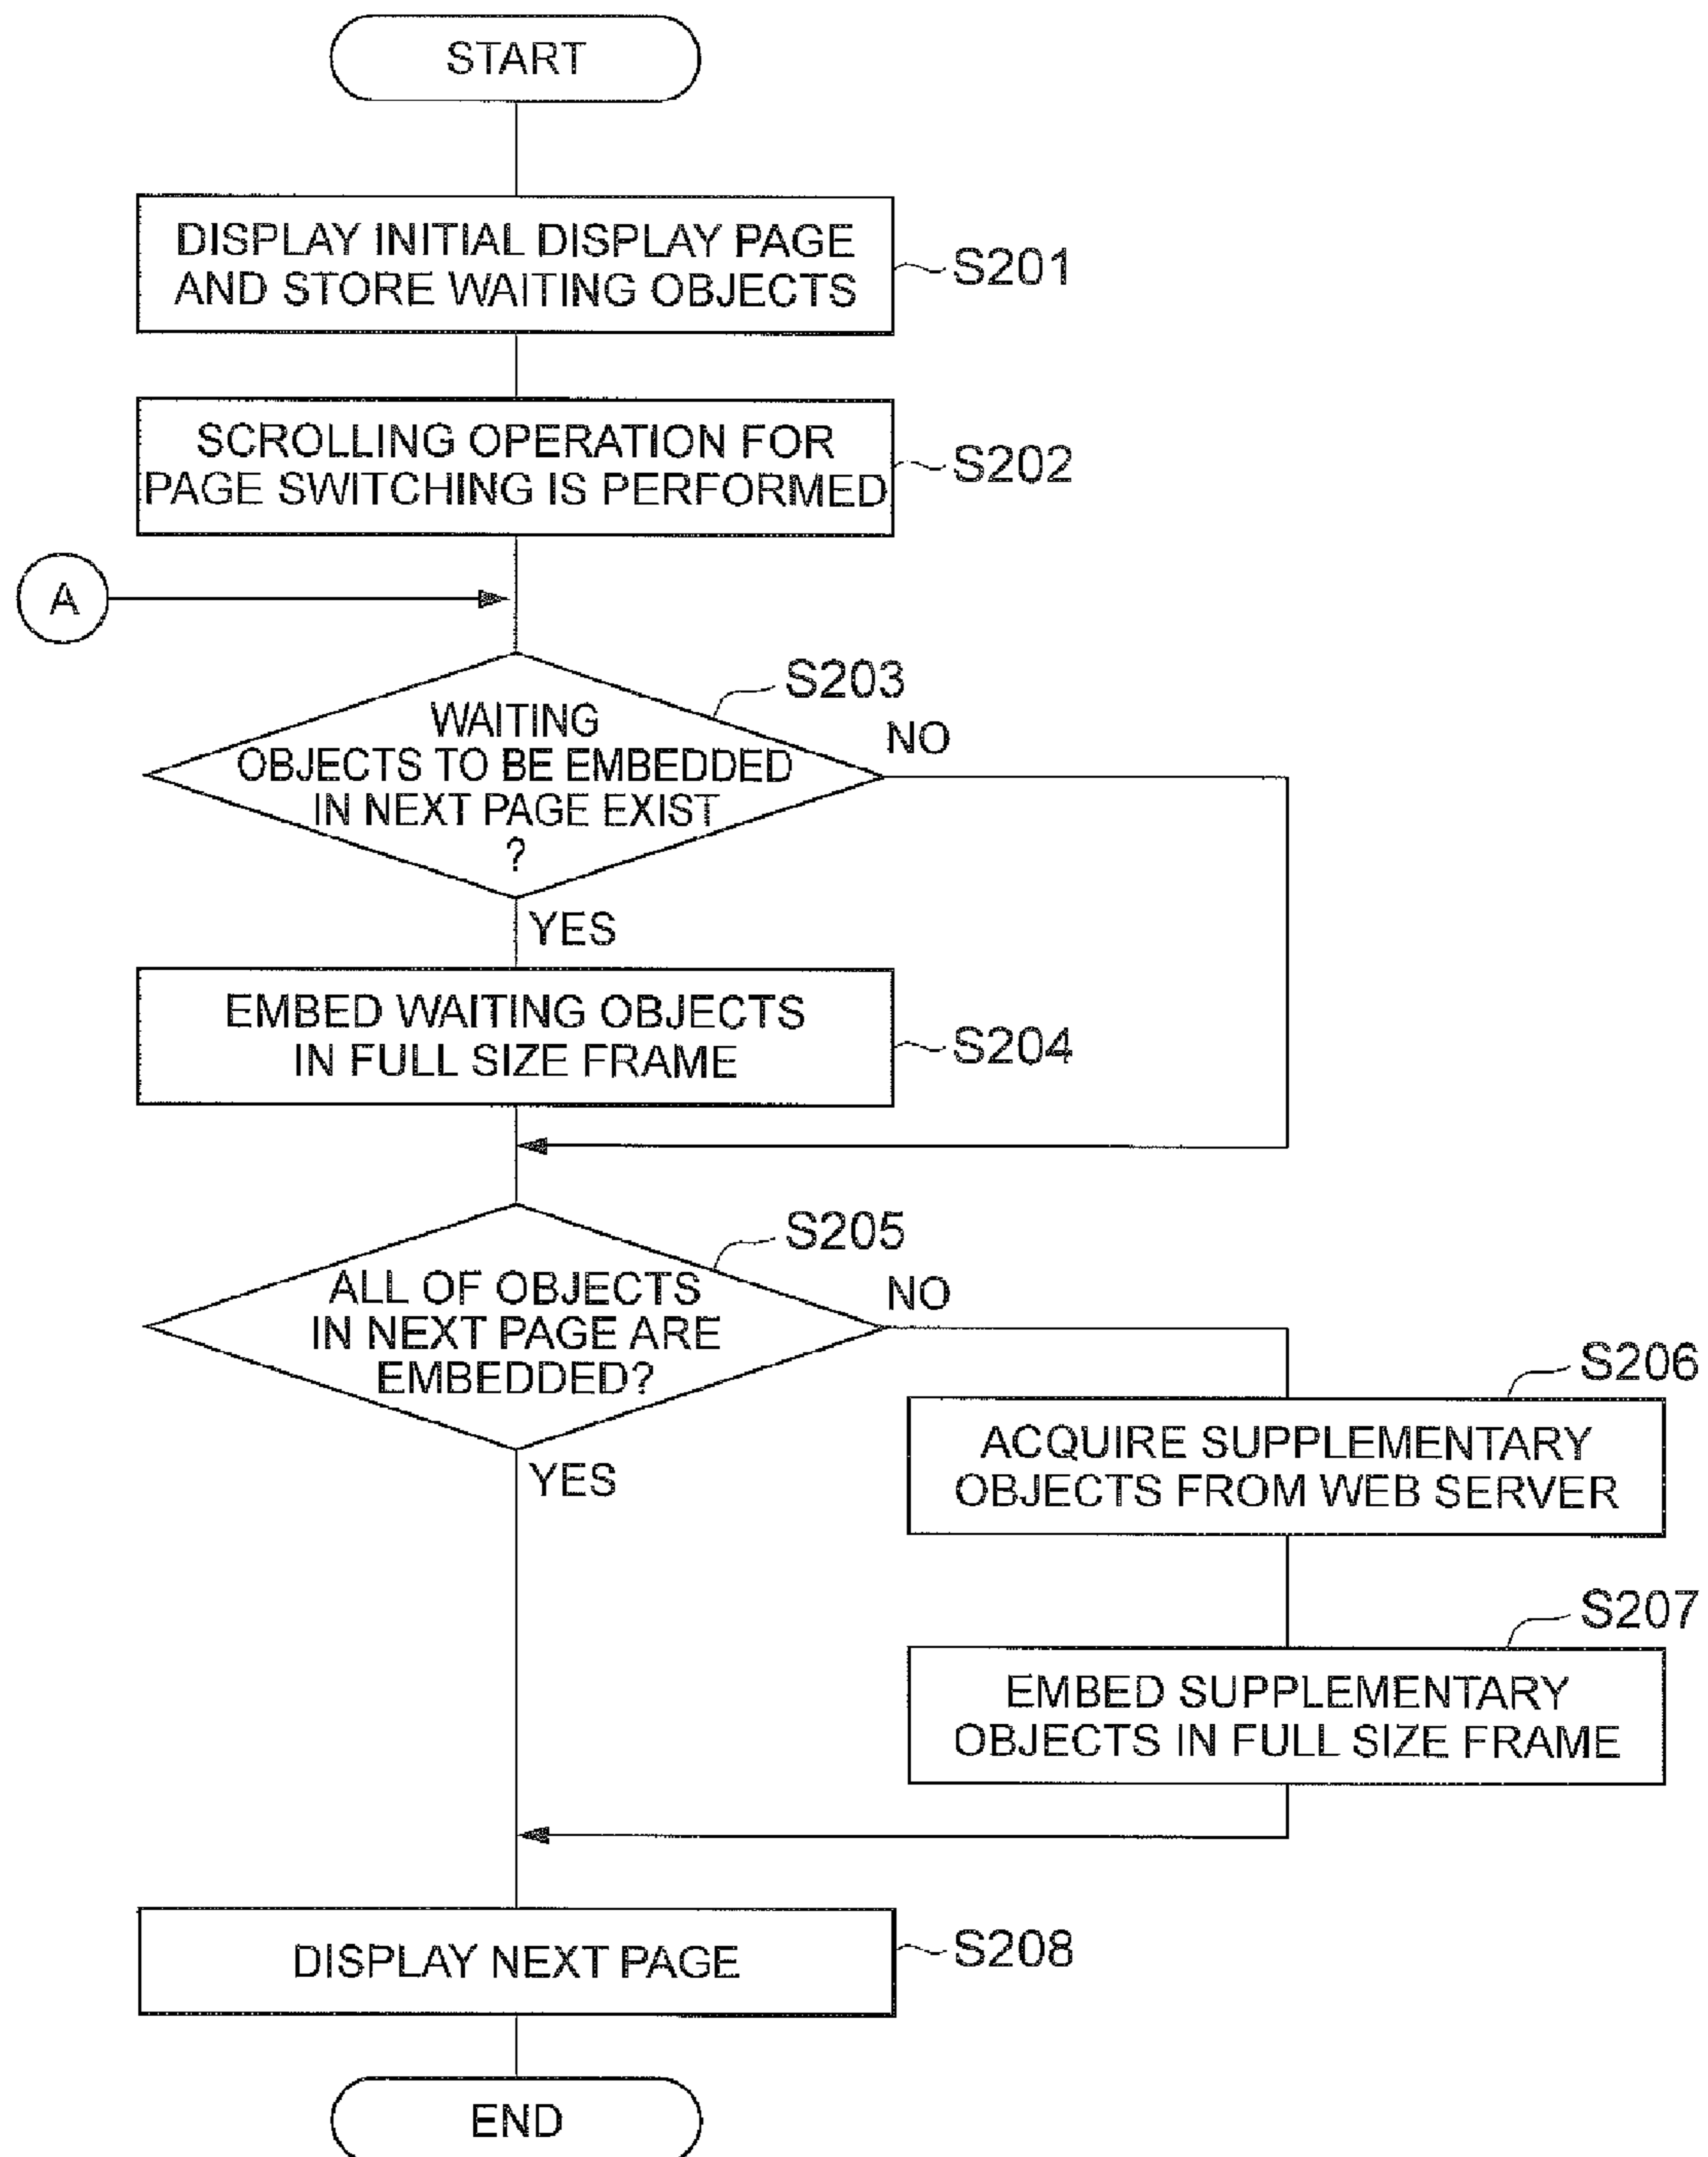 START
DISPLAY INITIAL DISPLAY PAGE
AND STORE WAITING OBJECTS
S201
SCROLLING OPERATION FOR
PAGE SWITCHING IS PERFORMED
S202
A
S203
WAITING
OBJECTS TO BE EMBEDDED
IN NEXT PAGE EXIST
?
NO
YES
EMBED WAITING OBJECTS
IN FULL SIZE FRAME
S204
S205
ALL OF OBJECTS
IN NEXT PAGE ARE
EMBEDDED?
NO
YES
S206
ACQUIRE SUPPLEMENTARY
OBJECTS FROM WEB SERVER
S207
EMBED SUPPLEMENTARY
OBJECTS IN FULL SIZE FRAME
DISPLAY NEXT PAGE
S208
END